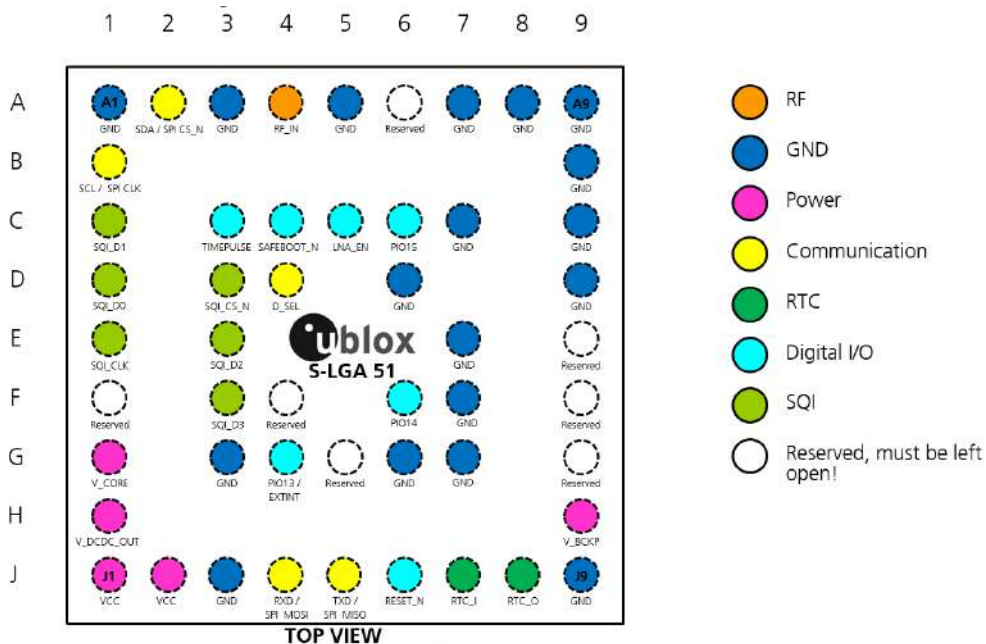 1 2 3 4 5 6 7 8 9
A A1 A9
GND SDA / SPI CS_N GND RF_IN GND Reserved GND GND GND
B
SCL / SPI CLK GND
C
SQI_D1 TIMEPULSE SAFEBOOT_N LNA_EN PIO15 GND GND
D
SQI_D0 SQI_CS_N D_SEL GND GND
E ublox
SQI_CLK SQI_D2 S-LGA 51 GND Reserved
F
Reserved SQI_D3 Reserved PIO14 GND Reserved
G
V_CORE GND PIO13 / Reserved GND GND Reserved
EXTINT
H
V_DCDC_OUT V_BCKP
J J1 J9
VCC VCC GND RXD / TXD / RESET_N RTC_I RTC_O GND
SPI MOSI SPI MISO
TOP VIEW
RF
GND
Power
Communication
RTC
Digital I/O
SQI
Reserved, must be left
open!